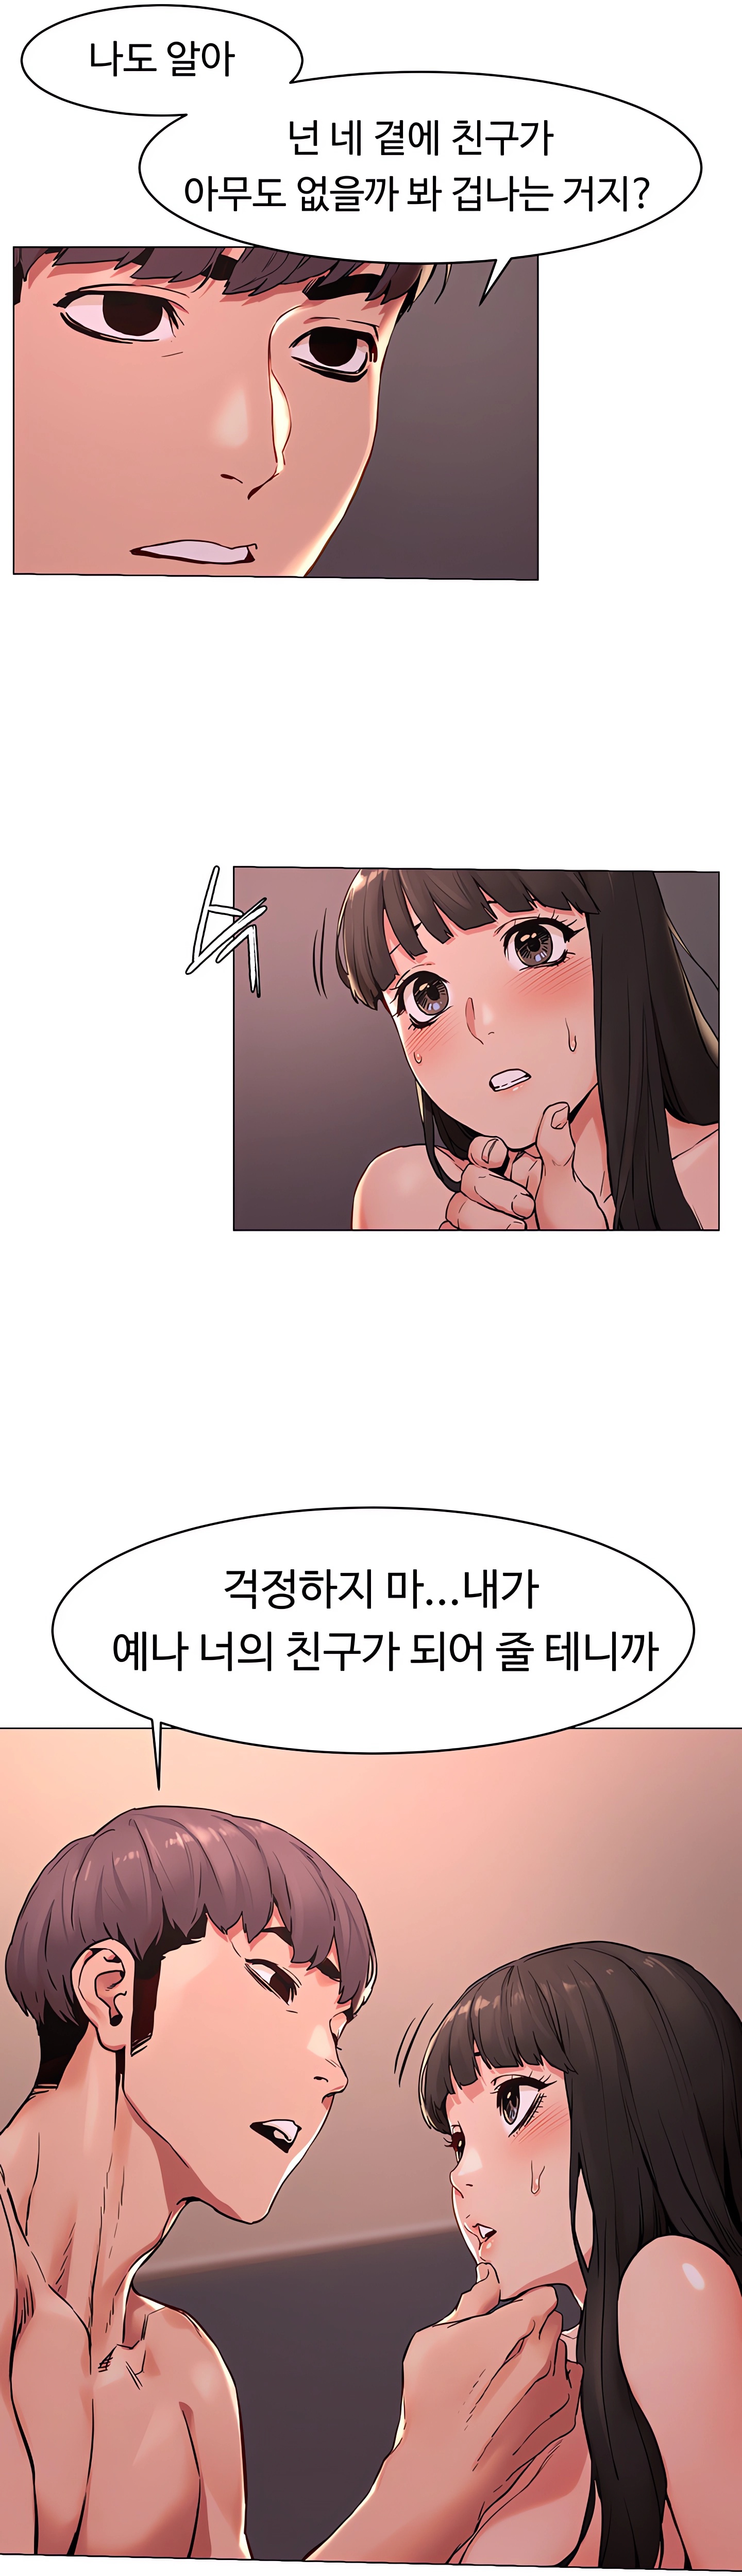 나도 알아
넌 네 곁에 친구가
아무도 없을까 봐 겁나는 거지?
걱정하지 마...내가
예나 너의 친구가 되어 줄 테니까